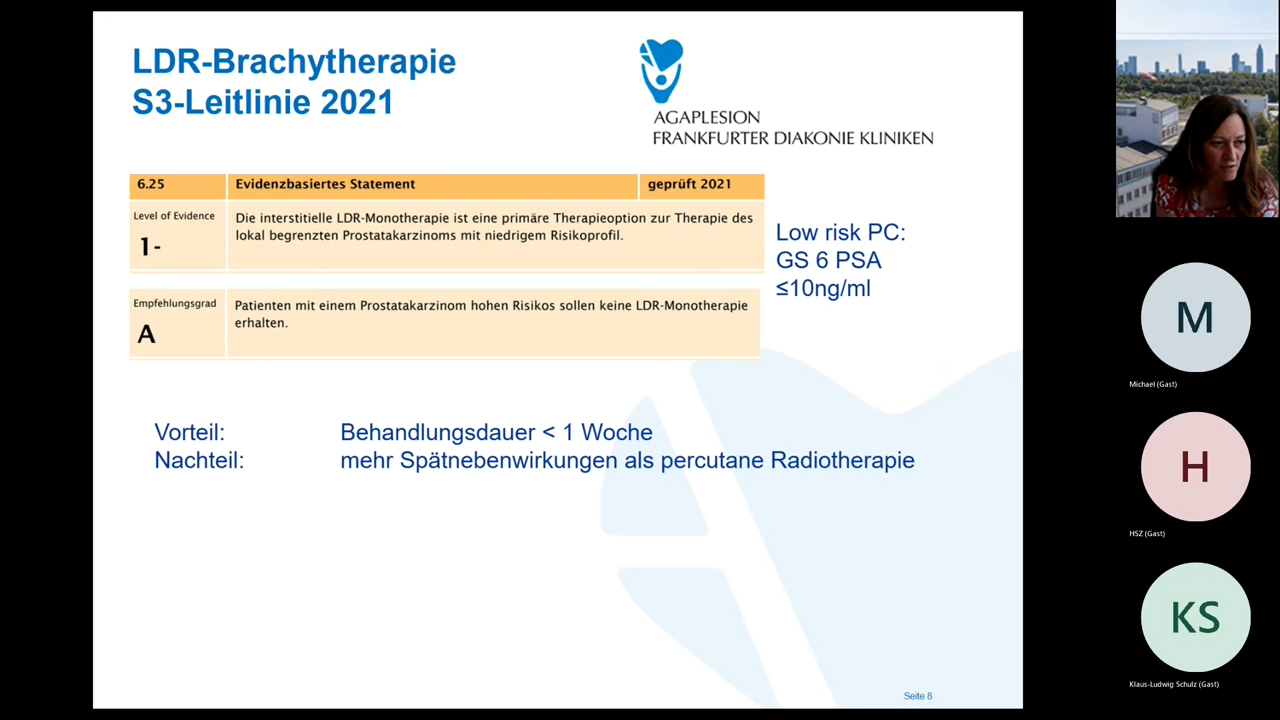 LDR-Brachytherapie
S3-Leitlinie 2021
AGAPLESION
FRANKFURTER DIAKONIE KLINIKEN
6.25 Evidenzbasiertes Statement geprüft 2021
Level of Evidence
1-
Die interstitielle LDR-Monotherapie ist eine primäre Therapieoption zur Therapie des
lokal begrenzten Prostatakarzinoms mit niedrigem Risikoprofil.
Low risk PC:
GS 6 PSA
≤10ng/ml
Empfehlungsgrad
A
Patienten mit einem Prostatakarzinom hohen Risikos sollen keine LDR-Monotherapie
erhalten.
Vorteil: Behandlungsdauer < 1 Woche
Nachteil: mehr Spätnebenwirkungen als percutane Radiotherapie
Seite 8
M
Michael (Gast)
H
HSZ (Gast)
KS
Klaus-Ludwig Schulz (Gast)